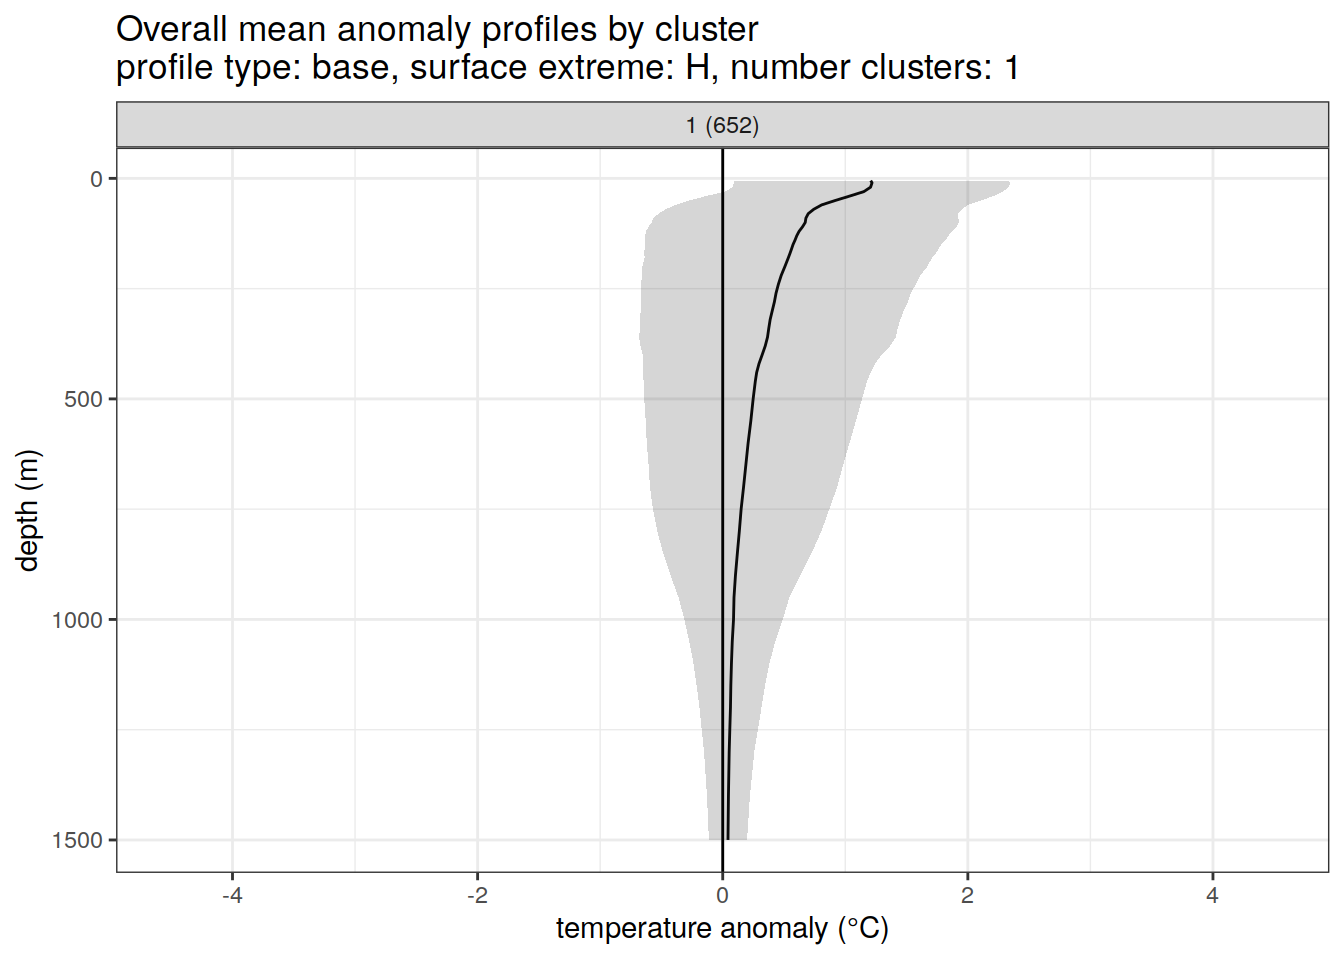 Overall mean anomaly profiles by cluster
profile type: base, surface extreme: H, number clusters: 1
1 (652)
0
500
1000
1500
depth (m)
-4
-2
0
2
4
temperature anomaly (°C)